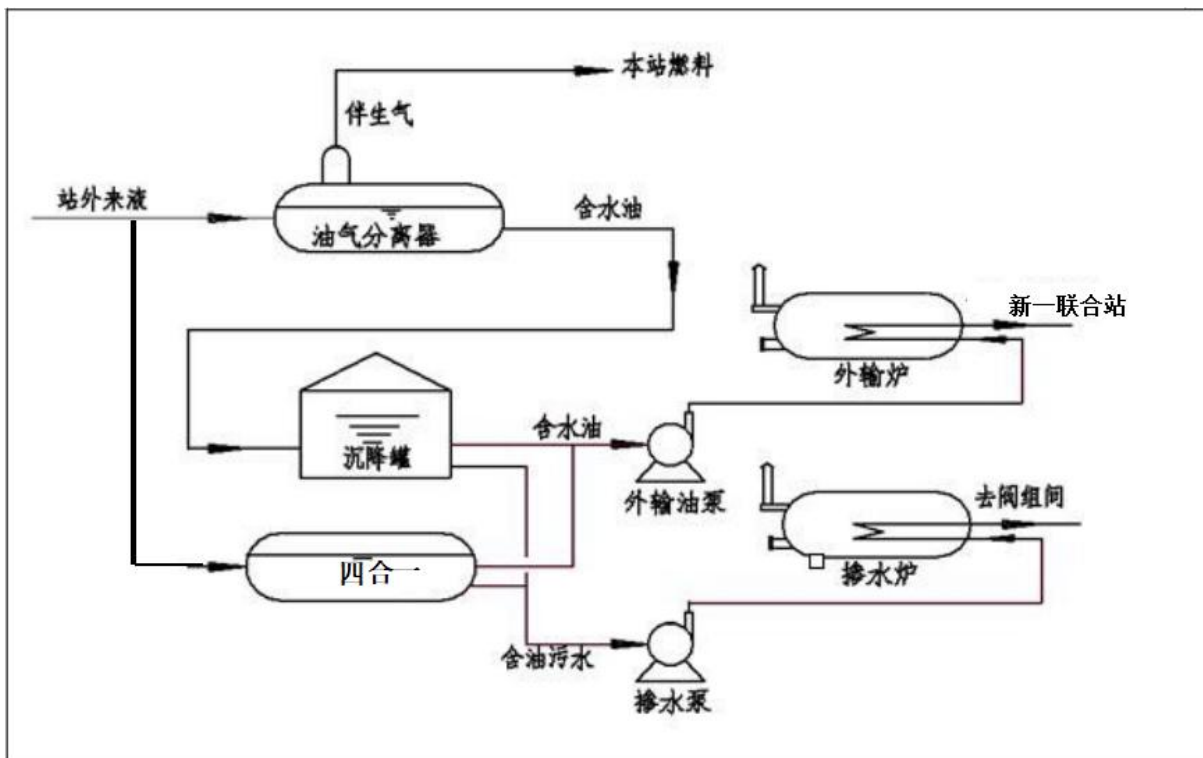 本站燃料
伴生气
站外来液
含水油
油气分离器
新一联合站
外输炉
含水油
沉降罐
外输油泵
去阀组间
四合一
掺水炉
含油污水
掺水泵